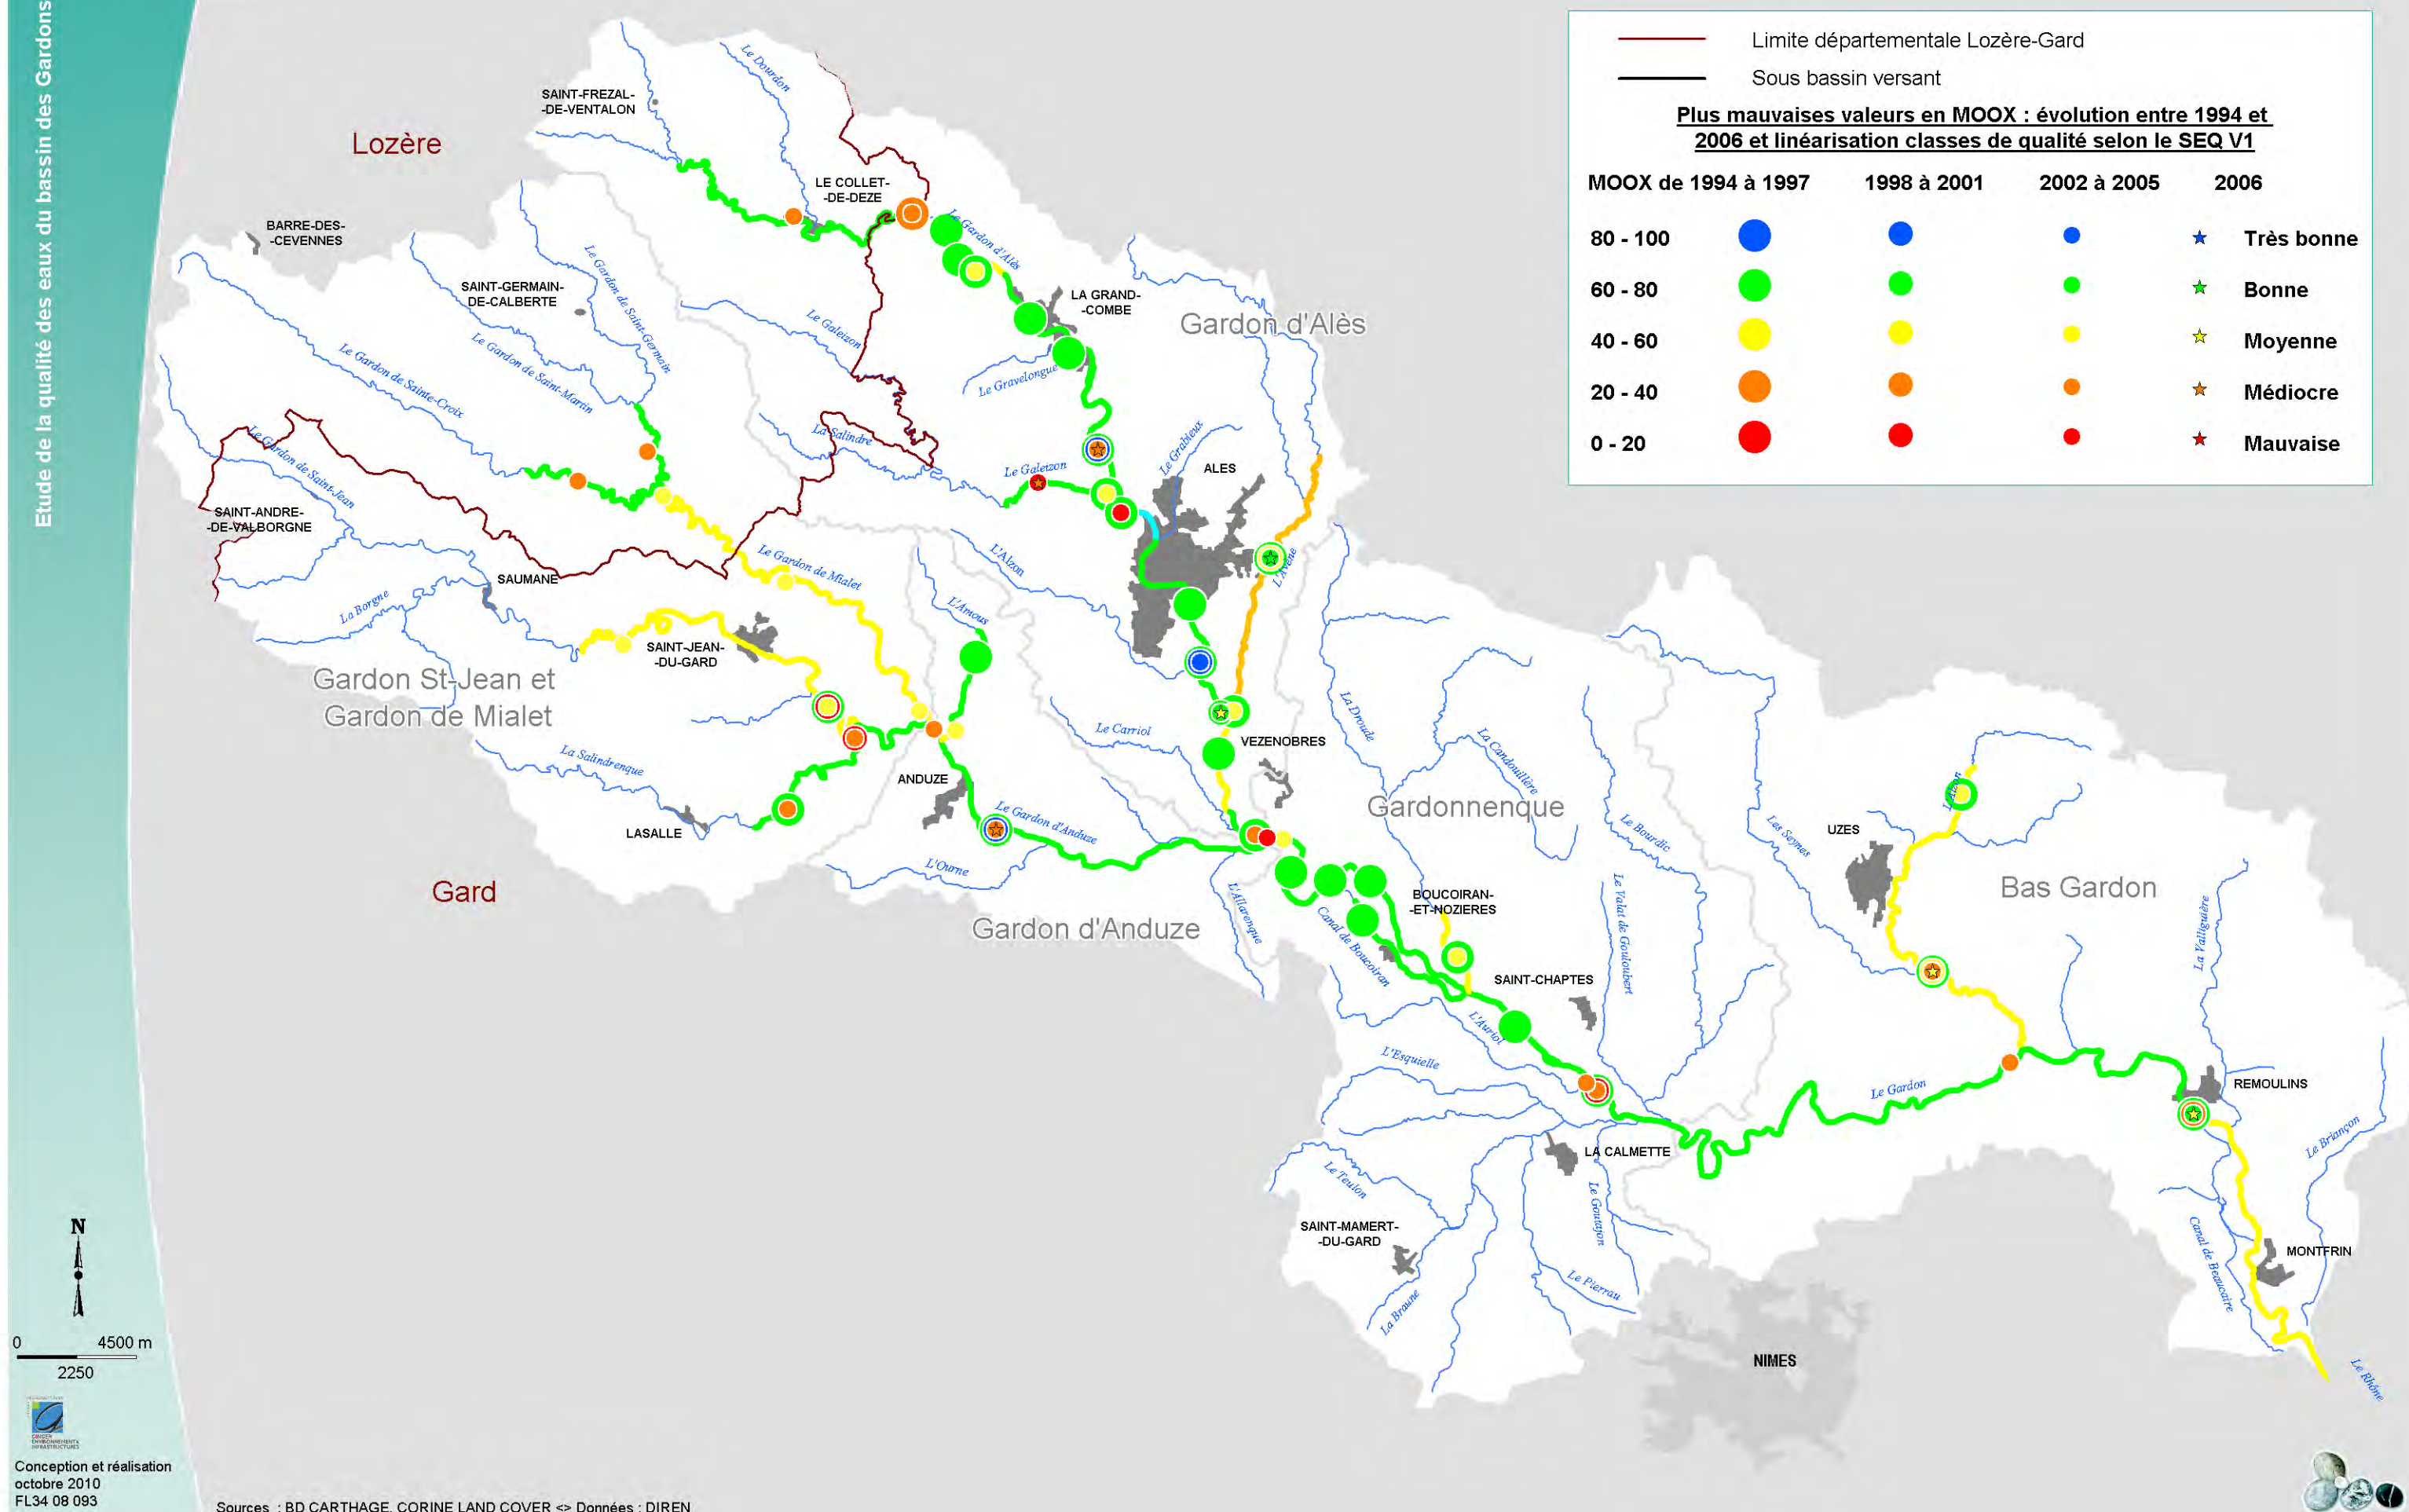 Etude de la qualité des eaux du bassin des Gardons
Limite départementale Lozère-Gard
Sous bassin versant
Plus mauvaises valeurs en MOOX : évolution entre 1994 et
2006 et linéarisation classes de qualité selon le SEQ V1
MOOX de 1994 à 1997 1998 à 2001 2002 à 2005 2006
80 - 100 Très bonne
60 - 80 Bonne
40 - 60 Moyenne
20 - 40 Médiocre
0 - 20 Mauvaise
Lozère
SAINT-FREZAL-
-DE-VENTALON
Le Dourdon
LE COLLET-
-DE-DEZE
BARRE-DES-
-CEVENNES
Le Gardon d'Alès
SAINT-GERMAIN-
DE-CALBERTE
Le Gardon de Saint-Germain
LA GRAND-
-COMBE
Gardon d'Alès
Le Galeizon
Le Gardon de Sainte-Croix
Le Gardon de Saint-Martin
Le Gravelongue
La Salindre
Le Grabieux
Le Gardon de Saint-Jean
Le Galeizon
ALES
SAINT-ANDRE-
-DE-VALBORGNE
Le Gardon de Mialet
L'Alzon
L'Avène
SAUMANE
La Borgne
L'Amous
SAINT-JEAN-
-DU-GARD
Gardon St-Jean et
Gardon de Mialet
La Droude
Le Carriol
VEZENOBRES
La Candouillère
La Salindrenque
ANDUZE
L'Alzon
Gardonnenque
Le Gardon d'Anduze
LASALLE
Le Bourdic
Les Seynes
UZES
L'Ourne
Gard
BOUCOIRAN-
-ET-NOZIERES
Bas Gardon
L'Allarenque
Gardon d'Anduze
Canal de Boucoiran
Le Valat de Gouloubert
La Valliguière
SAINT-CHAPTES
L'Auriol
L'Esquielle
Le Gardon
REMOULINS
LA CALMETTE
Le Briançon
Le Teulon
Le Goutajon
SAINT-MAMERT-
-DU-GARD
Canal de Beaucaire
MONTFRIN
Le Pierrau
La Braune
NIMES
Le Rhône
N
0 4500 m
2250
GINGER
ENVIRONNEMENT &
INFRASTRUCTURES
Conception et réalisation
octobre 2010
FL34 08 093
Sources : BD CARTHAGE, CORINE LAND COVER <> Données : DIREN